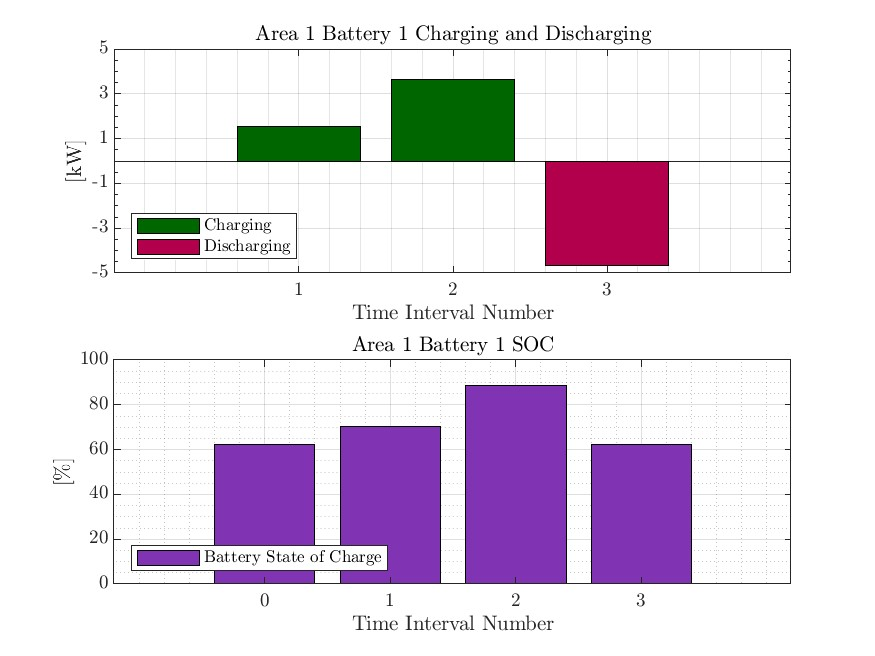 Area 1 Battery 1 Charging and Discharging
5
3
1
-1
-3
-5
[kW]
Charging
Discharging
1 2 3
Time Interval Number
Area 1 Battery 1 SOC
100
80
60
40
20
0
[%]
Battery State of Charge
0 1 2 3
Time Interval Number